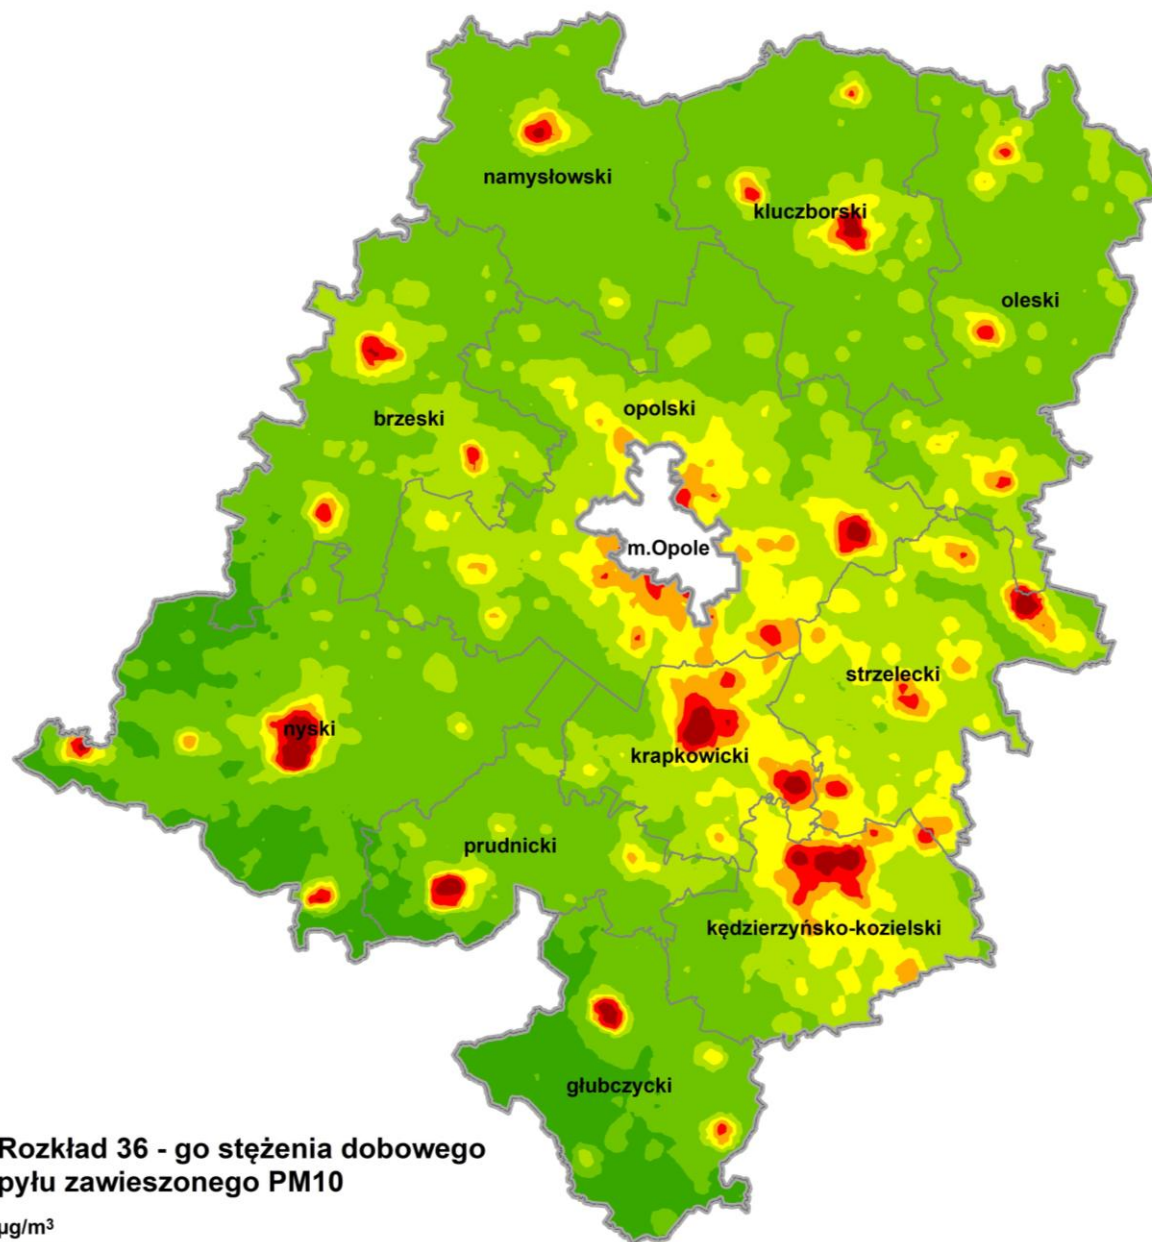 namysłowski
kluczborski
oleski
opolski
brzeski
m.Opole
strzelecki
nyski
krapkowicki
prudnicki
kędzierzyńsko-kozielski
głubczycki
Rozkład 36 - go stężenia dobowego
pyłu zawieszonego PM10
µg/m³